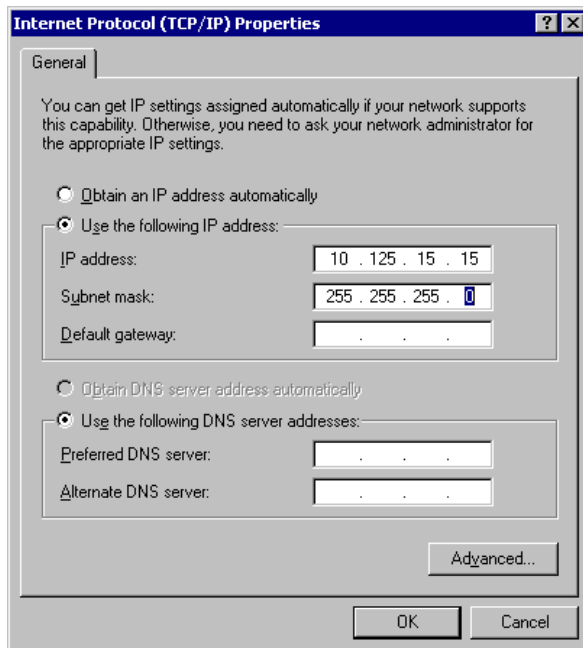 Internet Protocol (TCP/IP) Properties
General
You can get IP settings assigned automatically if your network supports
this capability. Otherwise, you need to ask your network administrator for
the appropriate IP settings.
Obtain an IP address automatically
Use the following IP address:
IP address: 10 . 125 . 15 . 15
Subnet mask: 255 . 255 . 255 . 0
Default gateway: . . .
Obtain DNS server address automatically
Use the following DNS server addresses:
Preferred DNS server: . . .
Alternate DNS server: . . .
Advanced...
OK Cancel